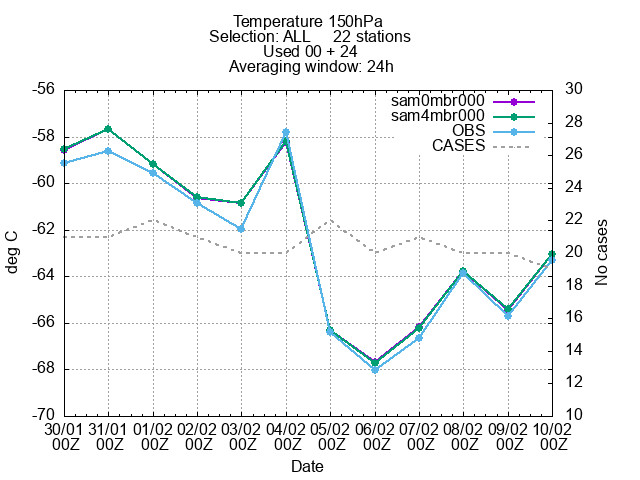 Temperature 150hPa
Selection: ALL 22 stations
Used 00 + 24
Averaging window: 24h
sam0mbr000
sam4mbr000
OBS
CASES
-56
-58
-60
-62
-64
-66
-68
-70
deg C
30
28
26
24
22
20
18
16
14
12
10
No cases
30/01 31/01 01/02 02/02 03/02 04/02 05/02 06/02 07/02 08/02 09/02 10/02
00Z 00Z 00Z 00Z 00Z 00Z 00Z 00Z 00Z 00Z 00Z 00Z
Date